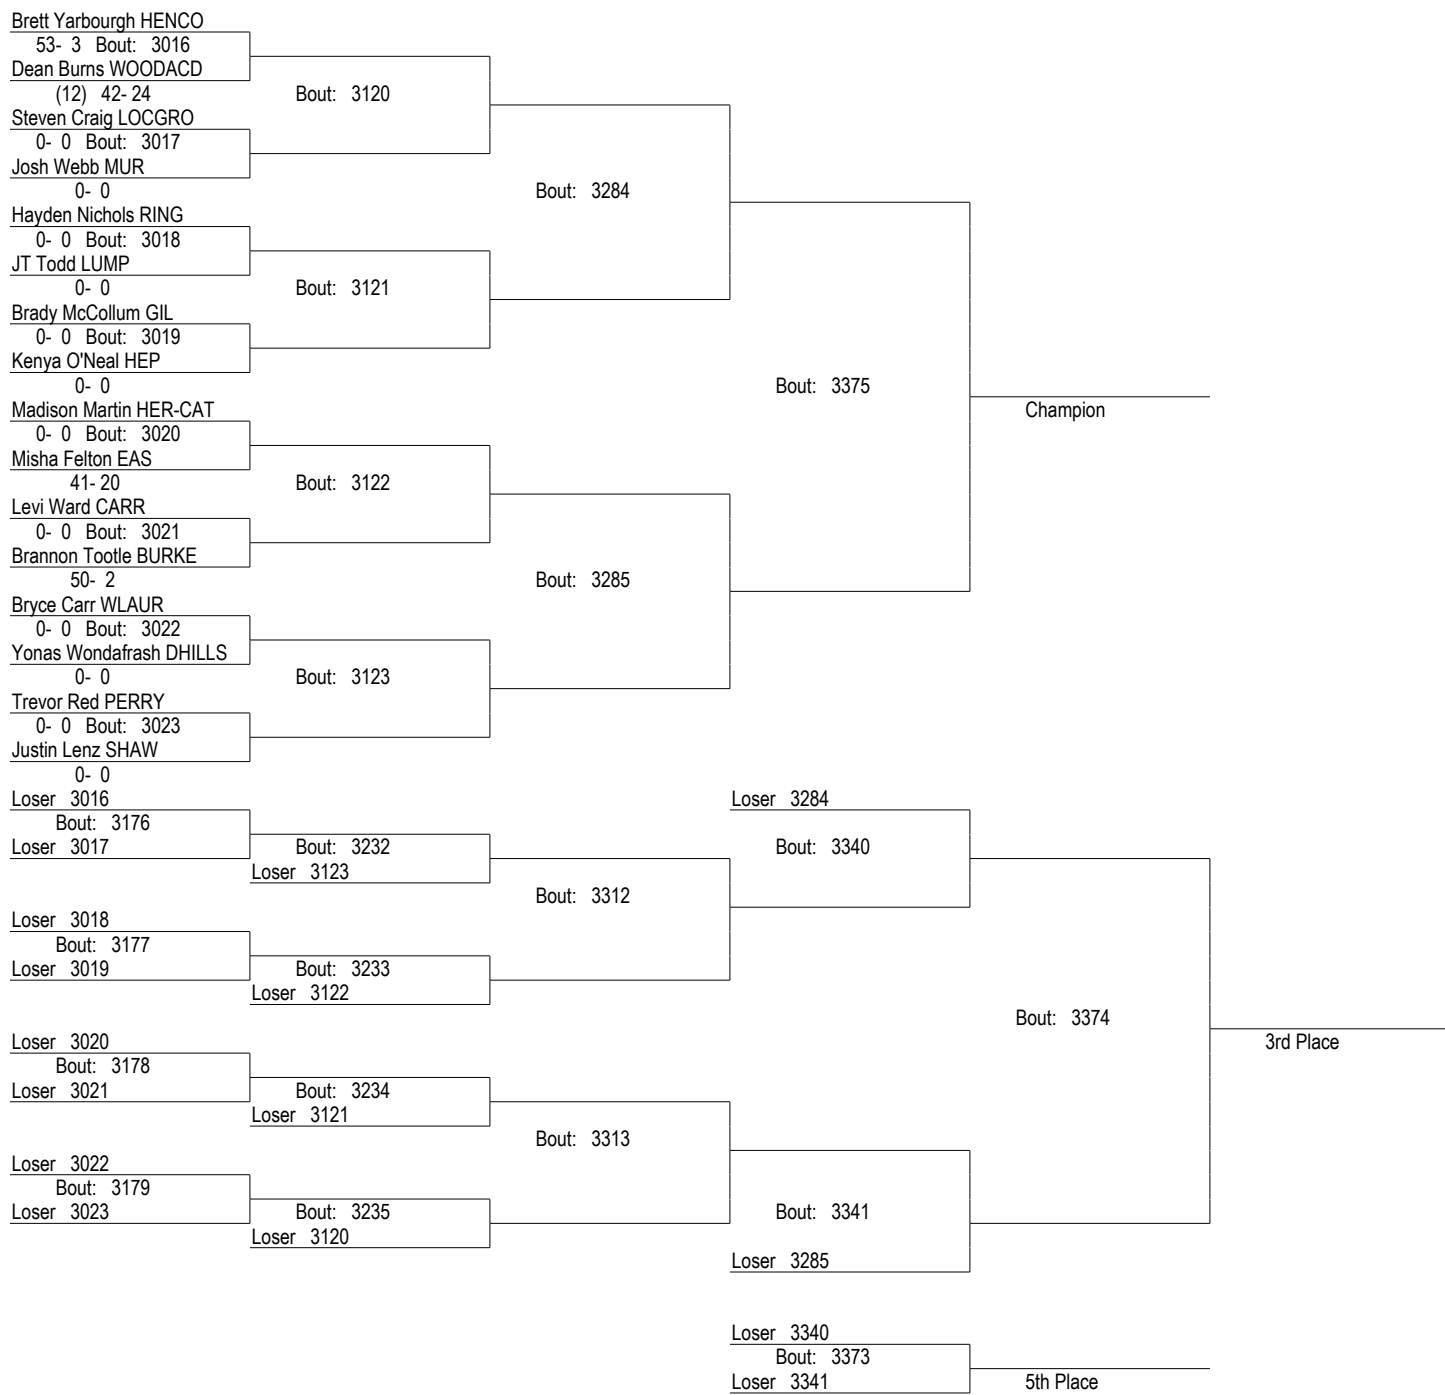 Brett Yarbourgh HENCO
53- 3 Bout: 3016
Dean Burns WOODACD
(12) 42- 24
Bout: 3120
Steven Craig LOCGRO
0- 0 Bout: 3017
Josh Webb MUR
0- 0
Bout: 3284
Hayden Nichols RING
0- 0 Bout: 3018
JT Todd LUMP
0- 0
Bout: 3121
Brady McCollum GIL
0- 0 Bout: 3019
Kenya O'Neal HEP
0- 0
Bout: 3375
Champion
Madison Martin HER-CAT
0- 0 Bout: 3020
Misha Felton EAS
41- 20
Bout: 3122
Levi Ward CARR
0- 0 Bout: 3021
Brannon Tootle BURKE
50- 2
Bout: 3285
Bryce Carr WLAUR
0- 0 Bout: 3022
Yonas Wondafrash DHILLS
0- 0
Bout: 3123
Trevor Red PERRY
0- 0 Bout: 3023
Justin Lenz SHAW
0- 0
Loser 3016
Bout: 3176
Loser 3017
Bout: 3232
Loser 3123
Bout: 3312
Loser 3284
Bout: 3340
Loser 3018
Bout: 3177
Loser 3019
Bout: 3233
Loser 3122
Bout: 3374
3rd Place
Loser 3020
Bout: 3178
Loser 3021
Bout: 3234
Loser 3121
Bout: 3313
Loser 3022
Bout: 3179
Loser 3023
Bout: 3235
Loser 3120
Bout: 3341
Loser 3285
Loser 3340
Bout: 3373
Loser 3341
5th Place